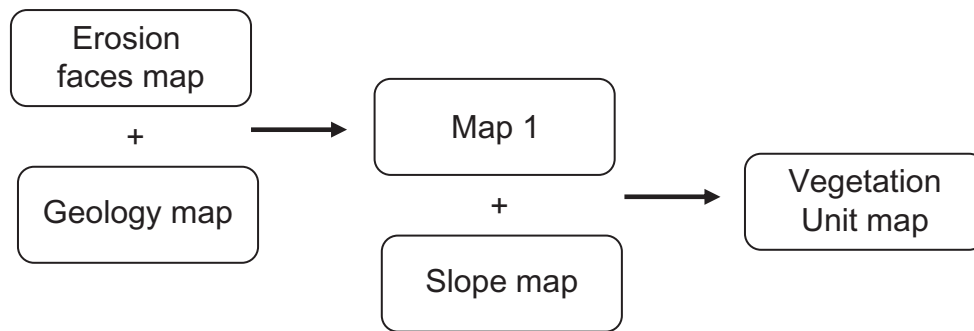 Erosion
faces map
+
Geology map
Map 1
+
Slope map
Vegetation
Unit map